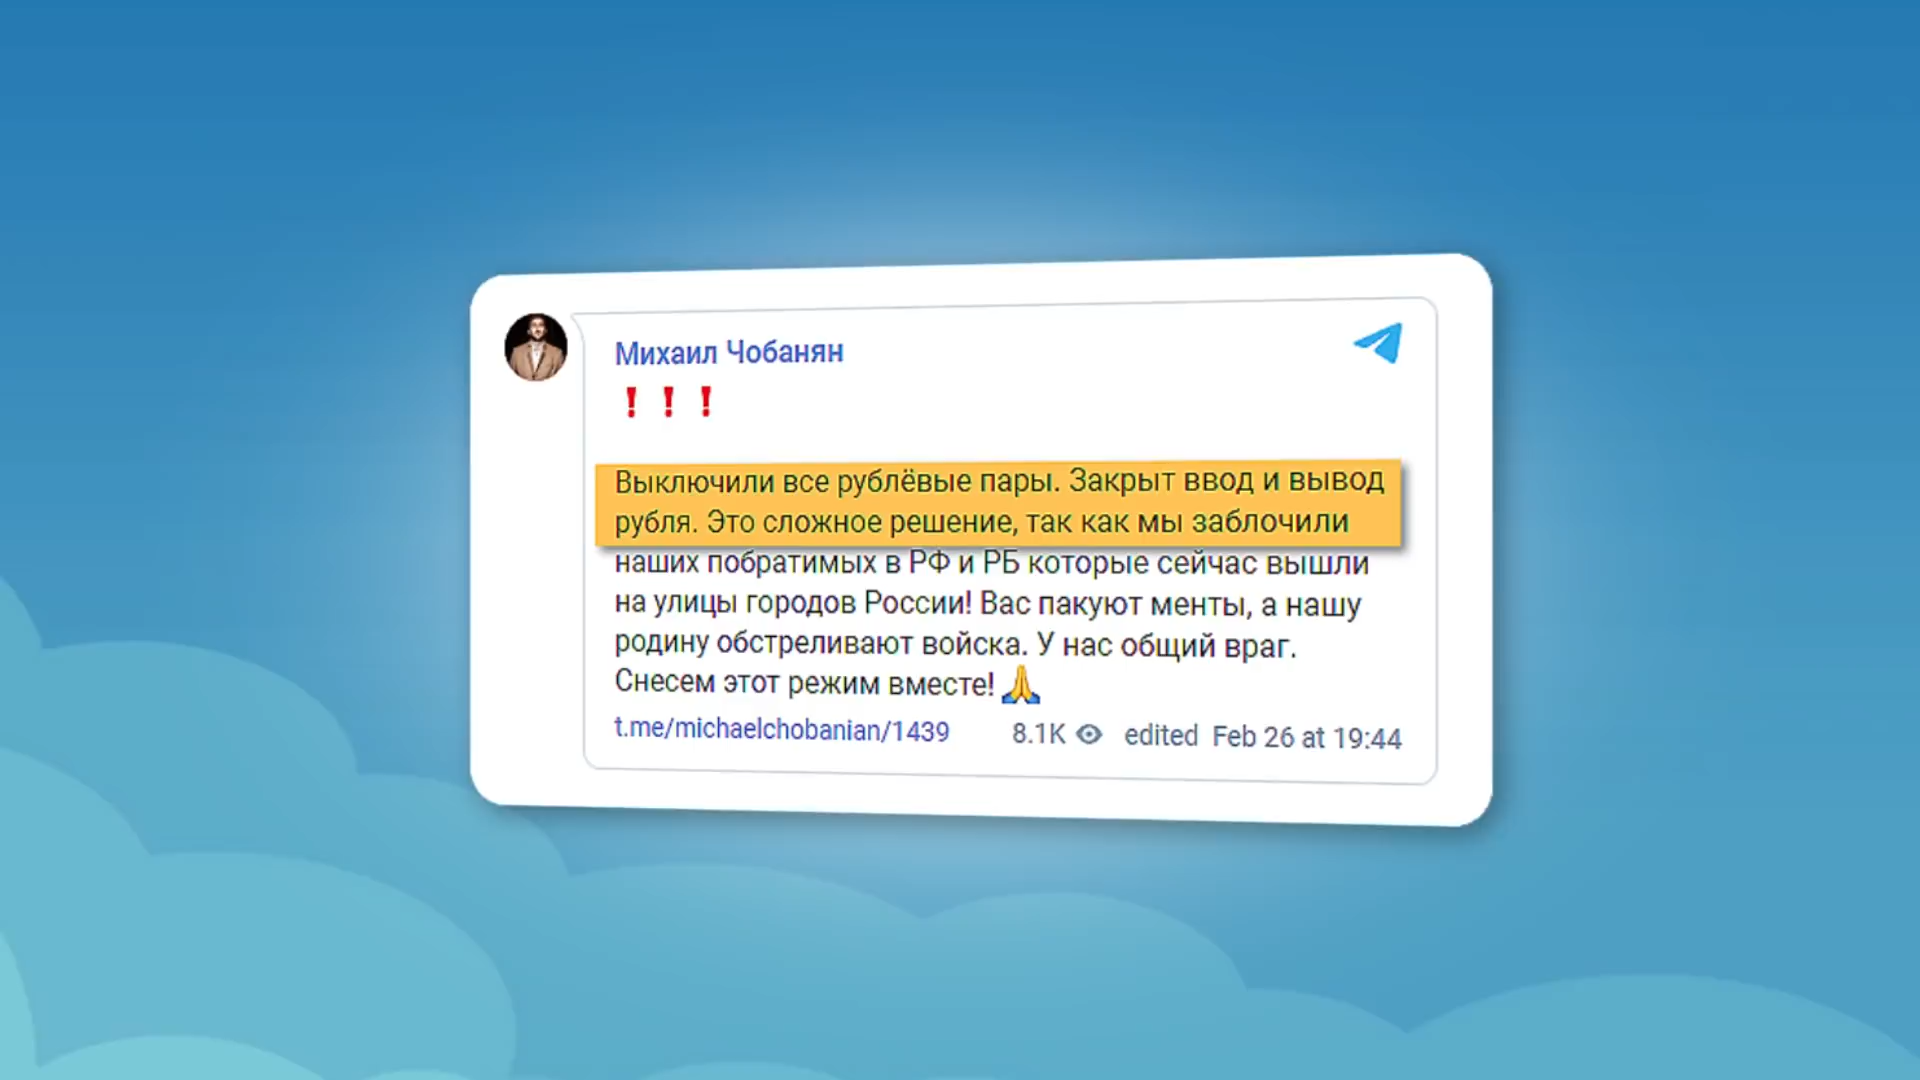 Михаил Чобанян
❗❗❗
Выключили все рублёвые пары. Закрыт ввод и вывод
рубля. Это сложное решение, так как мы заблочили
наших побратимых в РФ и РБ которые сейчас вышли
на улицы городов России! Вас пакуют менты, а нашу
родину обстреливают войска. У нас общий враг.
Снесем этот режим вместе! 🙏
t.me/michaelchobanian/1439 8.1K edited Feb 26 at 19:44